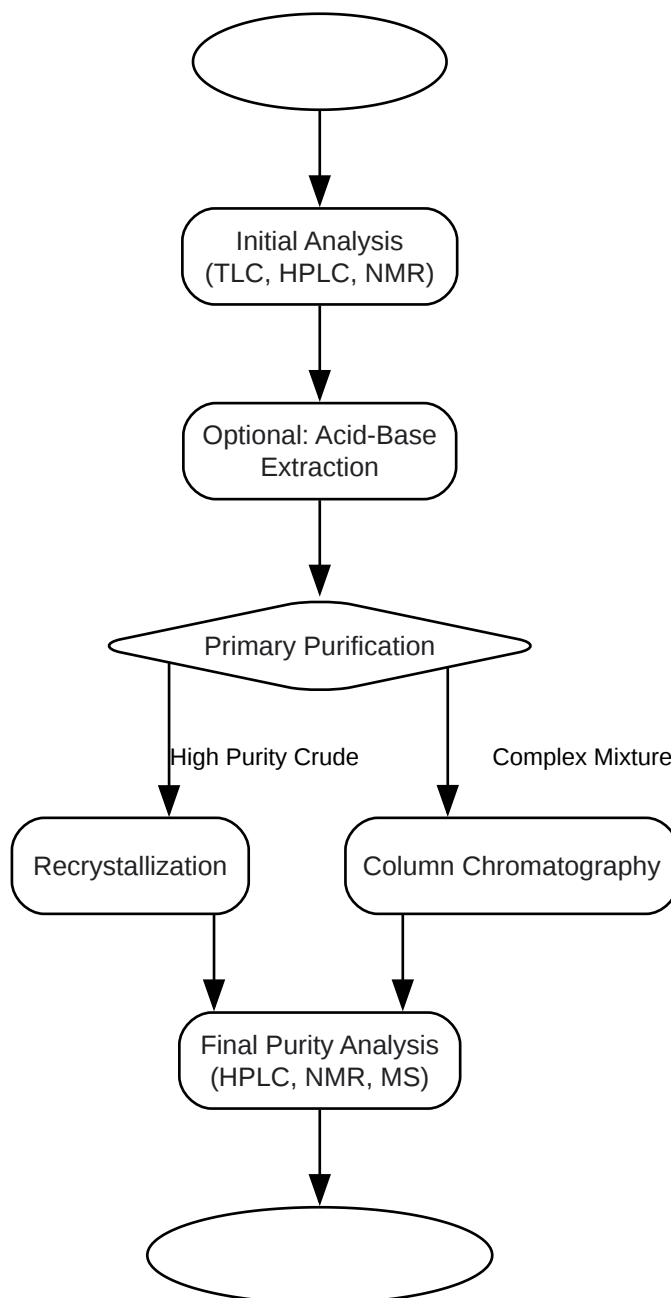 Initial Analysis
(TLC, HPLC, NMR)
Optional: Acid-Base
Extraction
Primary Purification
High Purity Crude
Complex Mixture
Recrystallization
Column Chromatography
Final Purity Analysis
(HPLC, NMR, MS)